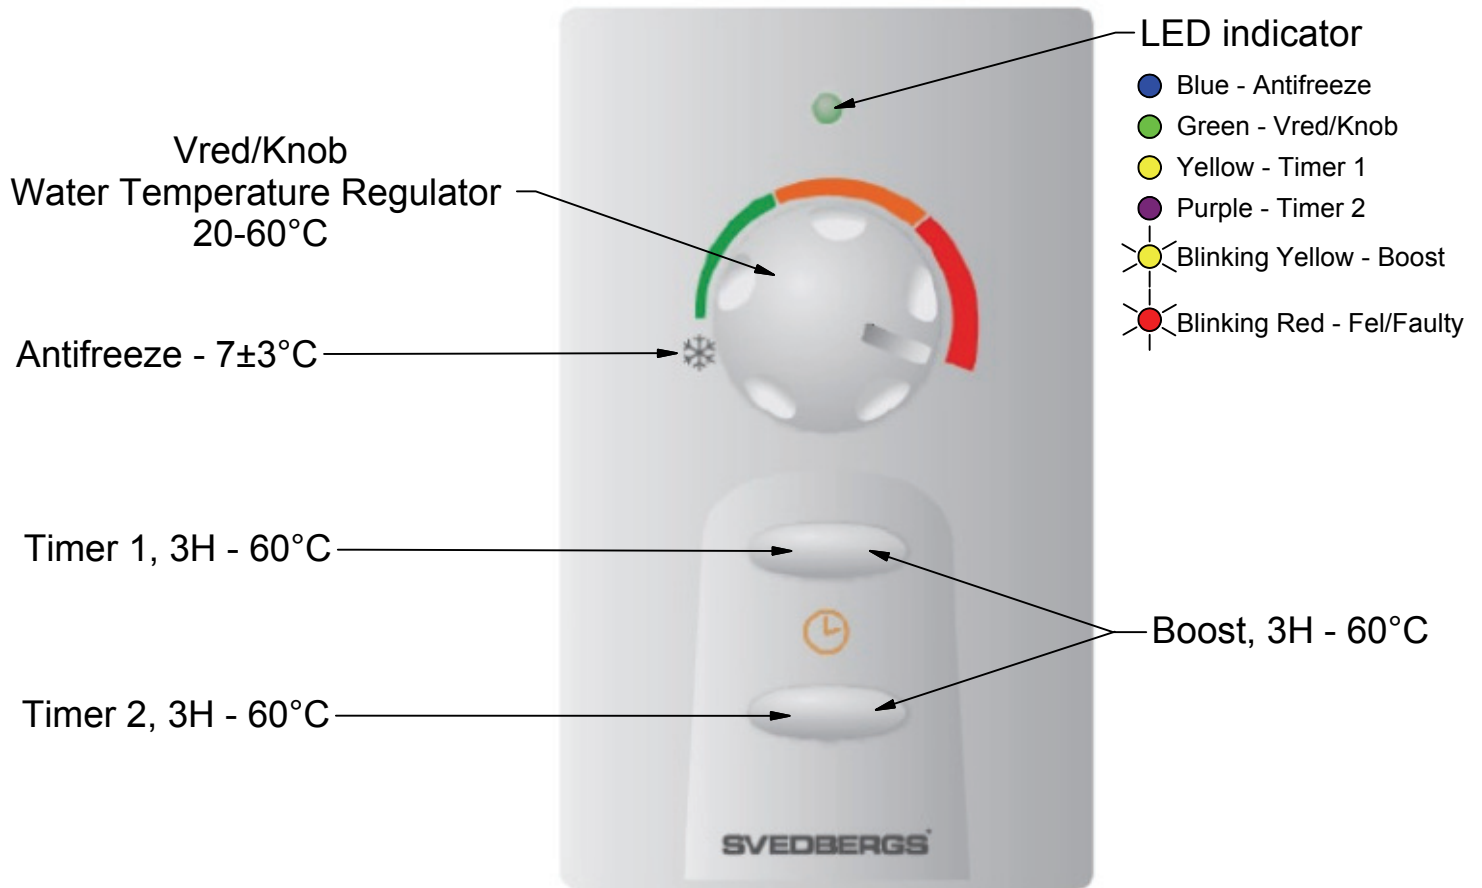 LED indicator
Blue - Antifreeze
Green - Vred/Knob
Yellow - Timer 1
Purple - Timer 2
Blinking Yellow - Boost
Blinking Red - Fel/Faulty
Vred/Knob
Water Temperature Regulator
20-60°C
Antifreeze - 7±3°C
Timer 1, 3H - 60°C
Boost, 3H - 60°C
Timer 2, 3H - 60°C
SVEDBERGS